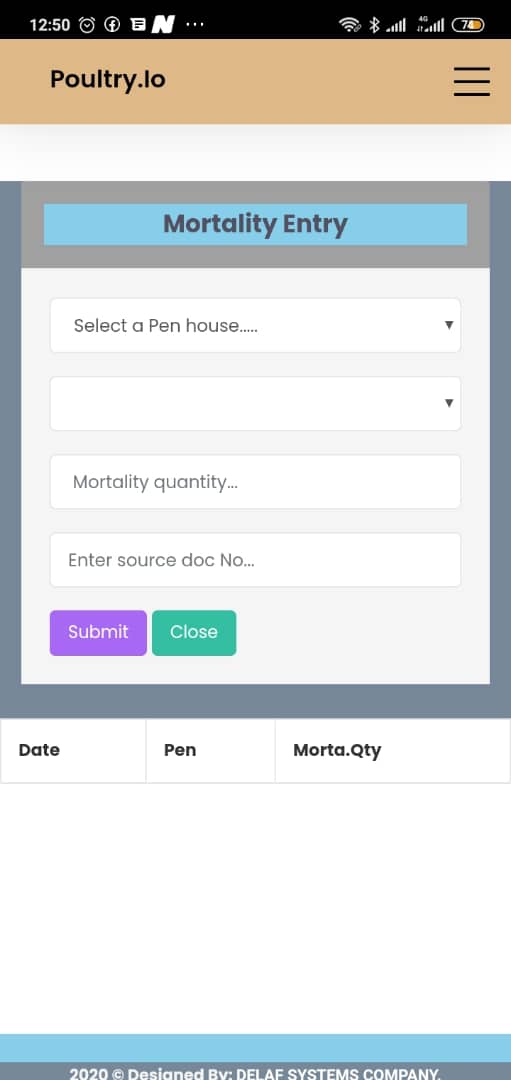 12:50
4G
74
Poultry.Io
Mortality Entry
Select a Pen house.....
Mortality quantity...
Enter source doc No...
Submit Close
Date Pen Morta.Qty
2020 © Designed By: DELAF SYSTEMS COMPANY.